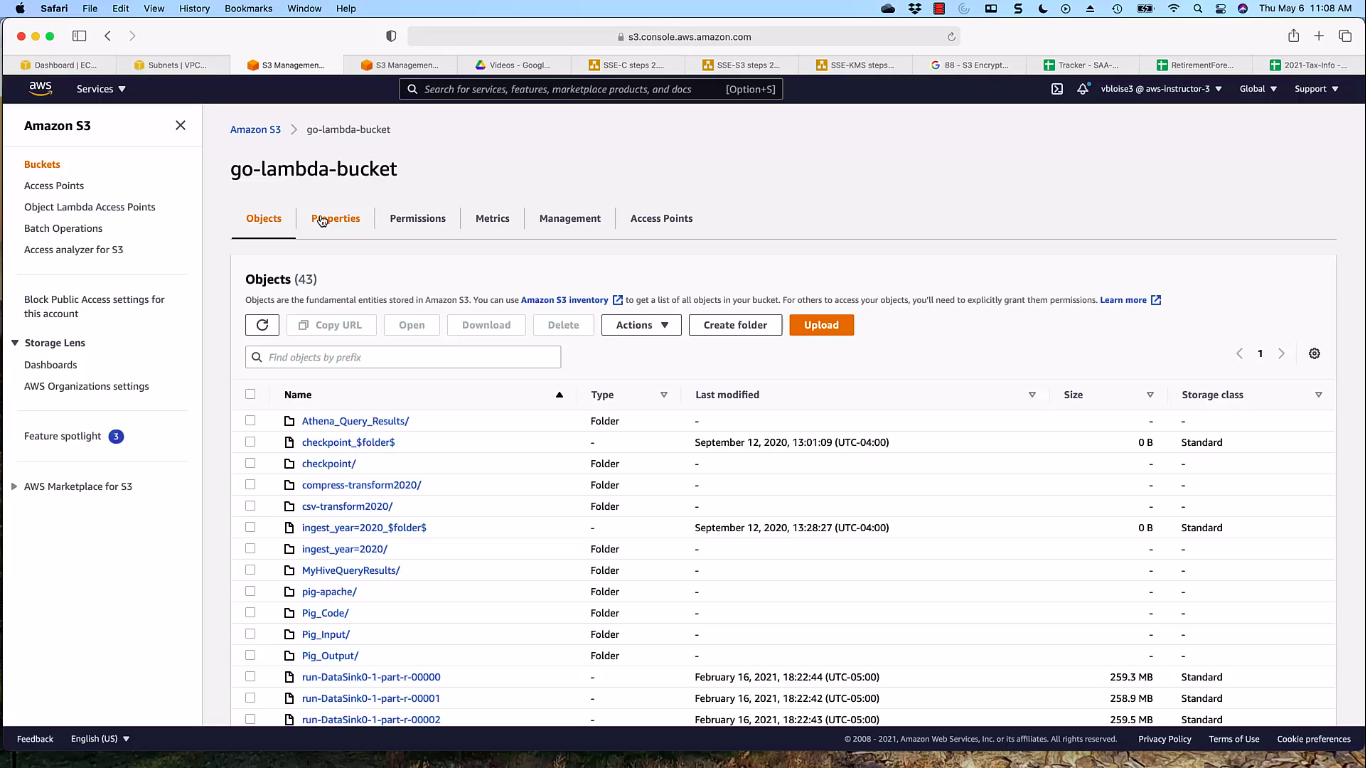 Safari File Edit View History Bookmarks Window Help Thu May 6 11:08 AM
s3.console.aws.amazon.com
Dashboard | EC... Subnets | VPC... S3 Managemen... S3 Managemen... Videos - Googl... SSE-C steps 2... SSE-S3 steps 2... SSE-KMS steps... 88 - S3 Encrypt... Tracker - SAA-... RetirementFore... 2021-Tax-Info -...
aws Services Search for services, features, marketplace products, and docs [Option+S] vbloise3 @ aws-instructor-3 Global Support
Amazon S3
Buckets
Access Points
Object Lambda Access Points
Batch Operations
Access analyzer for S3
Block Public Access settings for
this account
Storage Lens
Dashboards
AWS Organizations settings
Feature spotlight 3
AWS Marketplace for S3
Amazon S3 go-lambda-bucket
go-lambda-bucket
Objects Properties Permissions Metrics Management Access Points
Objects (43)
Objects are the fundamental entities stored in Amazon S3. You can use Amazon S3 inventory to get a list of all objects in your bucket. For others to access your objects, you'll need to explicitly grant them permissions. Learn more
Copy URL Open Download Delete Actions Create folder Upload
Find objects by prefix 1
Name Type Last modified Size Storage class
Athena_Query_Results/ Folder - - -
checkpoint_$folder$ - September 12, 2020, 13:01:09 (UTC-04:00) 0 B Standard
checkpoint/ Folder - - -
compress-transform2020/ Folder - - -
csv-transform2020/ Folder - - -
ingest_year=2020_$folder$ - September 12, 2020, 13:28:27 (UTC-04:00) 0 B Standard
ingest_year=2020/ Folder - - -
MyHiveQueryResults/ Folder - - -
pig-apache/ Folder - - -
Pig_Code/ Folder - - -
Pig_Input/ Folder - - -
Pig_Output/ Folder - - -
run-DataSink0-1-part-r-00000 - February 16, 2021, 18:22:44 (UTC-05:00) 259.3 MB Standard
run-DataSink0-1-part-r-00001 - February 16, 2021, 18:22:42 (UTC-05:00) 258.9 MB Standard
run-DataSink0-1-part-r-00002 - February 16, 2021, 18:22:43 (UTC-05:00) 259.5 MB Standard
Feedback English (US) © 2008 - 2021, Amazon Web Services, Inc. or its affiliates. All rights reserved. Privacy Policy Terms of Use Cookie preferences